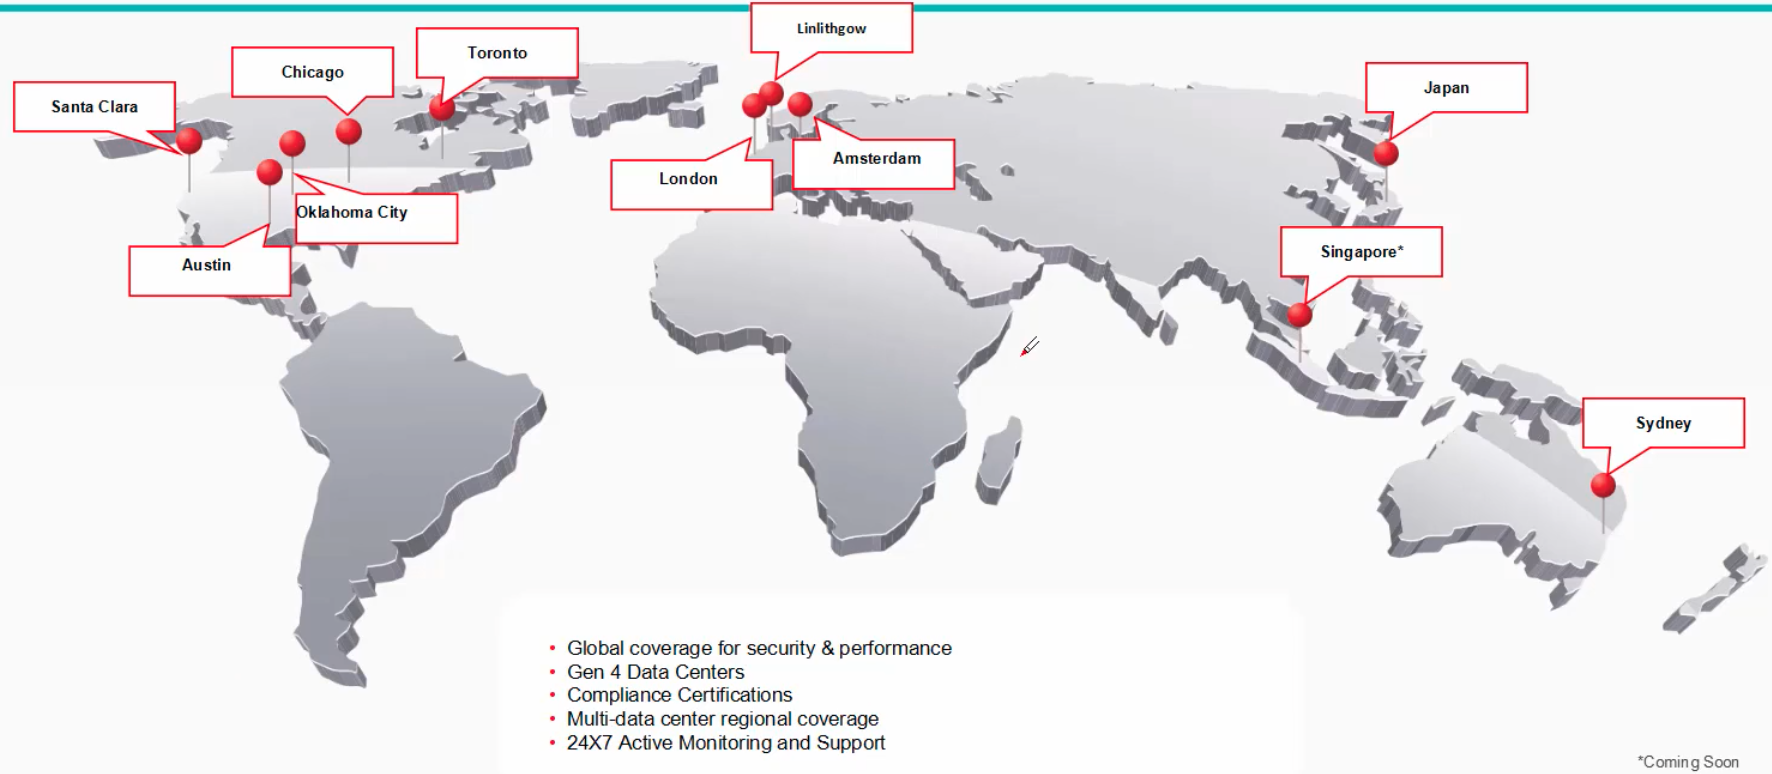 Linlithgow
Toronto
Chicago
Japan
Santa Clara
Amsterdam
London
Oklahoma City
Singapore*
Austin
Sydney
• Global coverage for security & performance
• Gen 4 Data Centers
• Compliance Certifications
• Multi-data center regional coverage
• 24X7 Active Monitoring and Support
*Coming Soon